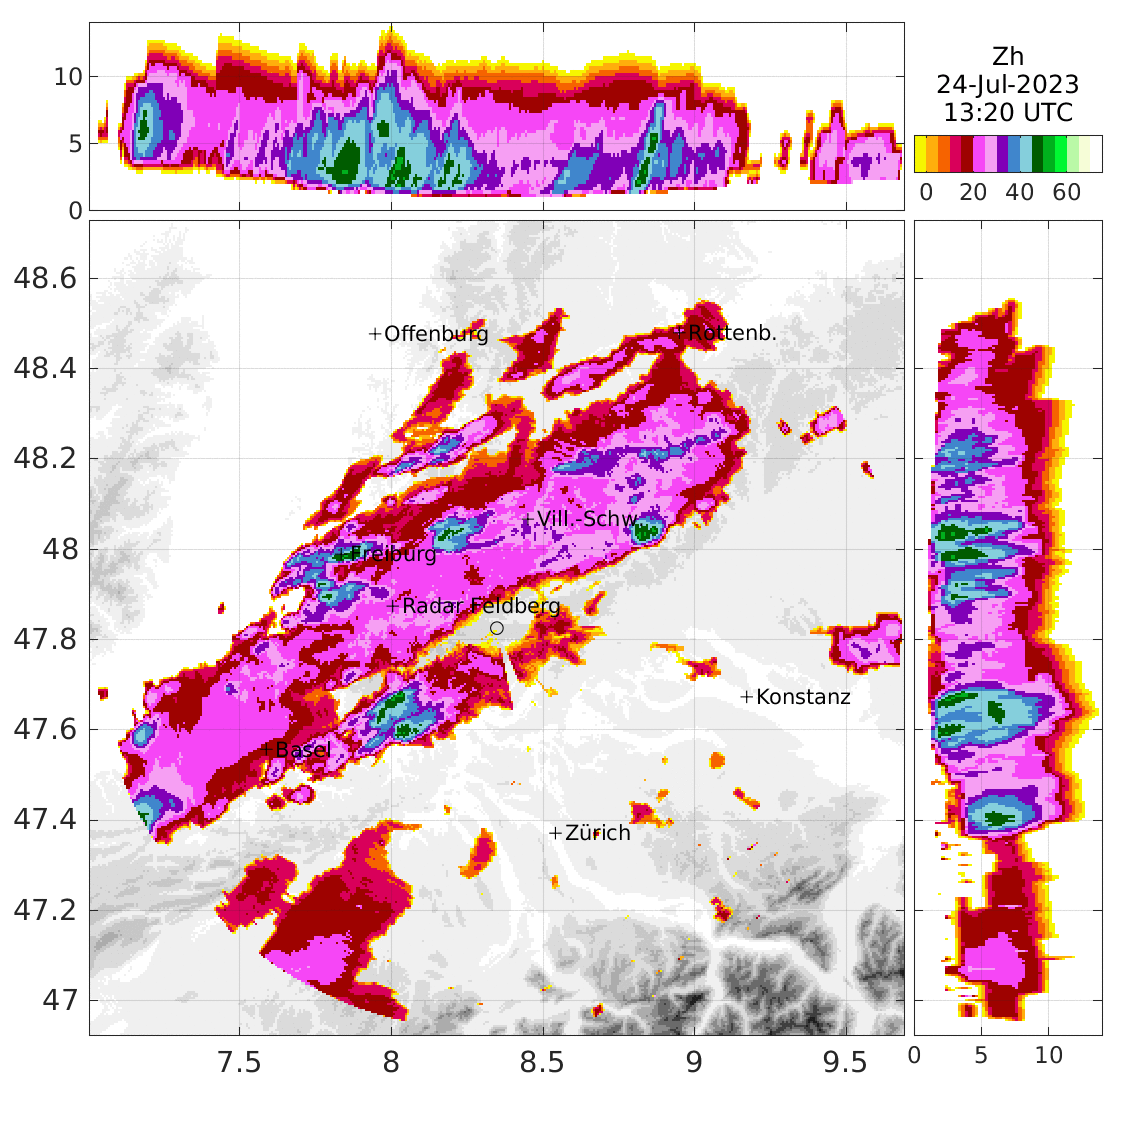 Zh
24-Jul-2023
13:20 UTC
10
5
0
0 20 40 60
48.6
48.4
48.2
48
47.8
47.6
47.4
47.2
47
Offenburg
Rottenb.
Vill.-Schw
Freiburg
Radar Feldberg
Konstanz
Basel
Zürich
7.5 8 8.5 9 9.5
0 5 10